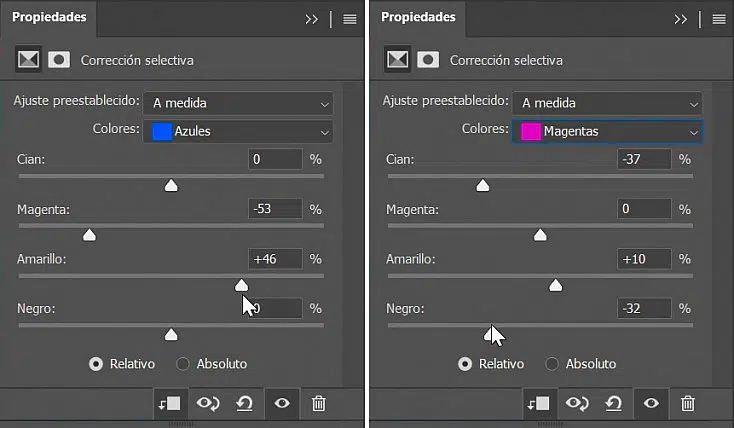 Propiedades
Corrección selectiva
Ajuste preestablecido: A medida
Colores: Azules
Cian: 0 %
Magenta: -53 %
Amarillo: +46 %
Negro: 0 %
Relativo Absoluto
Propiedades
Corrección selectiva
Ajuste preestablecido: A medida
Colores: Magentas
Cian: -37 %
Magenta: 0 %
Amarillo: +10 %
Negro: -32 %
Relativo Absoluto